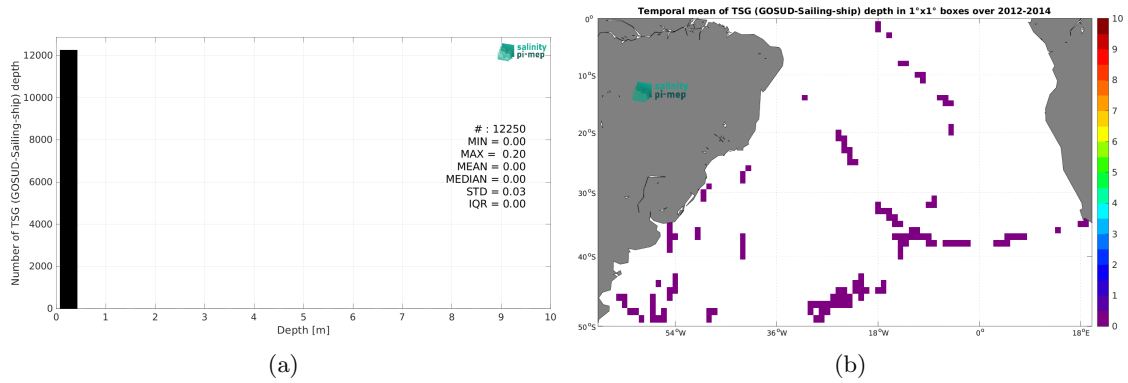 salinity
pi-mep
12000
10000
8000
6000
4000
2000
0
Number of TSG (GOSUD-Sailing-ship) depth
# : 12250
MIN = 0.00
MAX = 0.20
MEAN = 0.00
MEDIAN = 0.00
STD = 0.03
IQR = 0.00
0 1 2 3 4 5 6 7 8 9 10
Depth [m]
(a)
Temporal mean of TSG (GOSUD-Sailing-ship) depth in 1°x1° boxes over 2012-2014
0°
10°S
20°S
30°S
40°S
50°S
salinity
pi-mep
54°W 36°W 18°W 0° 18°E
10
9
8
7
6
5
4
3
2
1
0
(b)